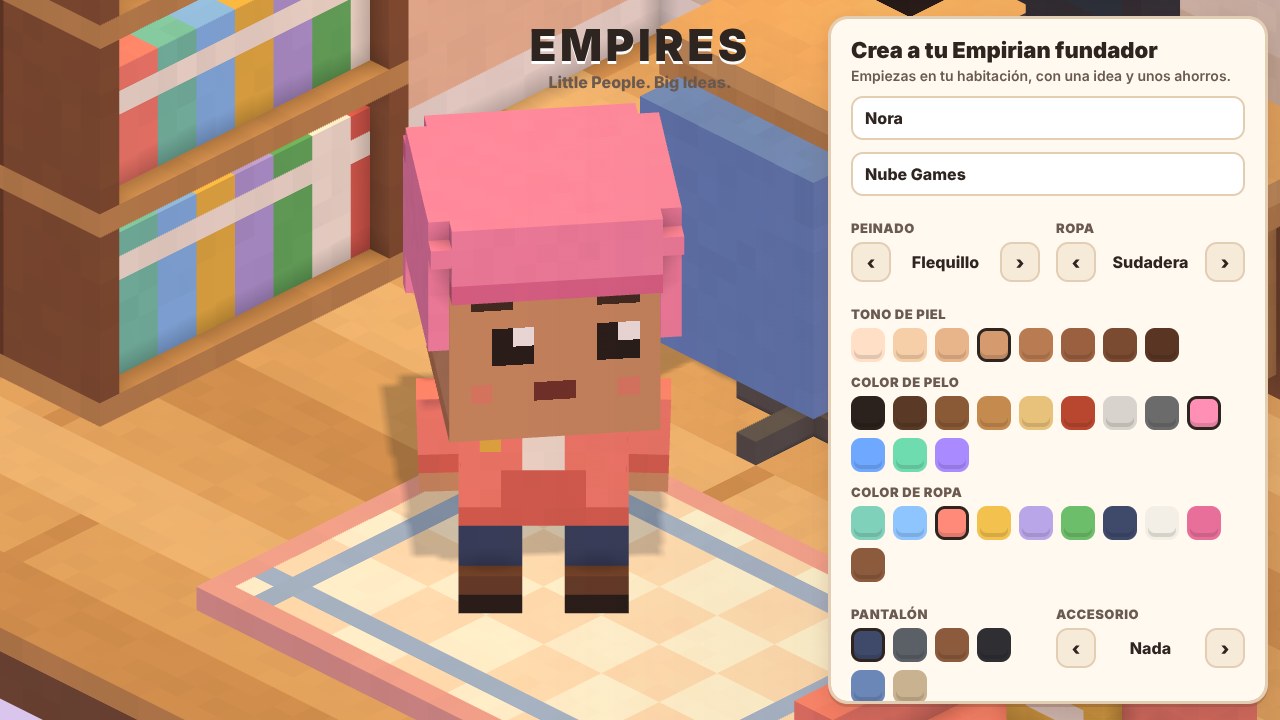 EMPIRES
Little People. Big Ideas.
Crea a tu Empirian fundador
Empiezas en tu habitación, con una idea y unos ahorros.
Nora
Nube Games
PEINADO
ROPA
‹ Flequillo ›
‹ Sudadera ›
TONO DE PIEL
COLOR DE PELO
COLOR DE ROPA
PANTALÓN
ACCESORIO
‹ Nada ›